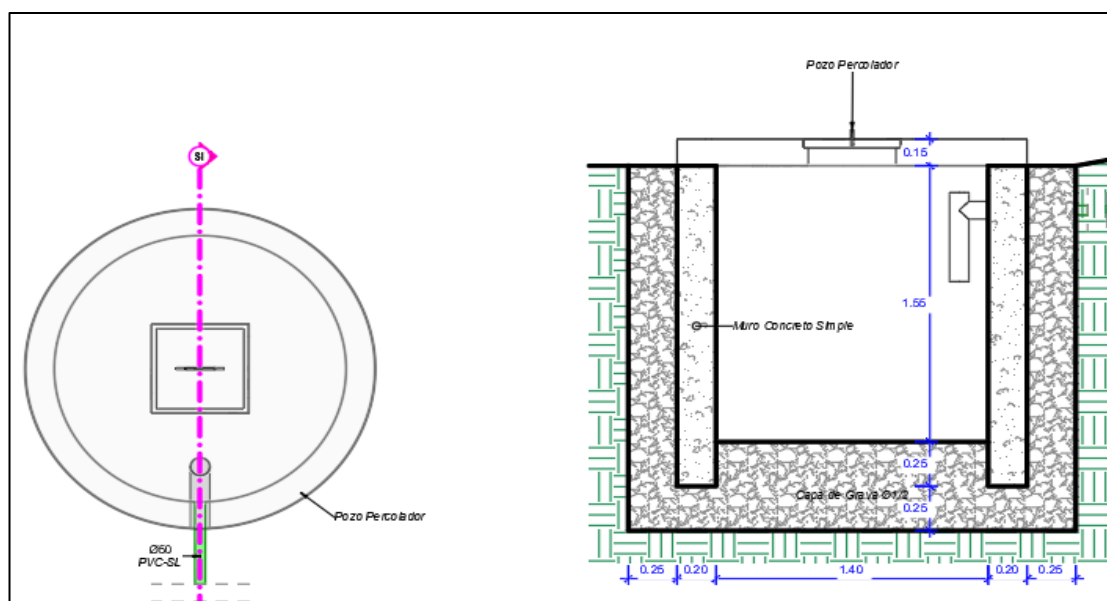 SI
Pozo Percolador
Ø60
PVC-SL
Pozo Percolador
0.15
1.55
Muro Concreto Simple
0.25
Capa de Grava Ø1/2
0.25
0.25
0.20
1.40
0.20
0.25